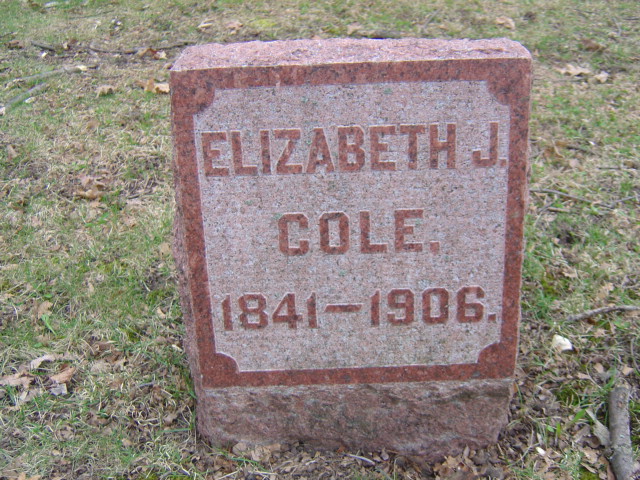 ELIZABETH J.
COLE.
1841-1906.